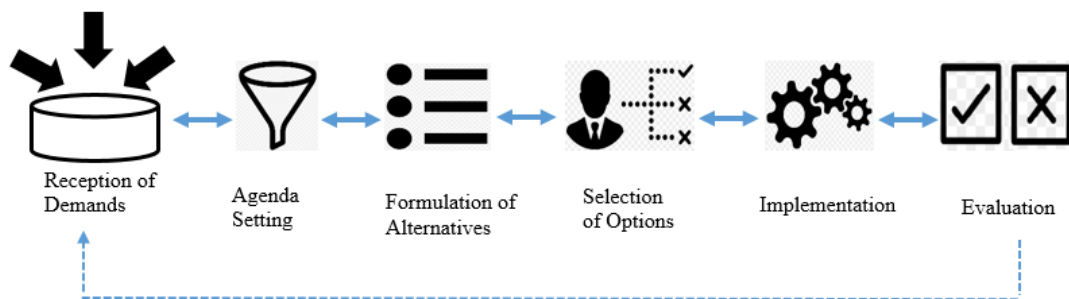 Reception of
Demands
Agenda
Setting
Formulation of
Alternatives
Selection
of Options
Implementation
Evaluation